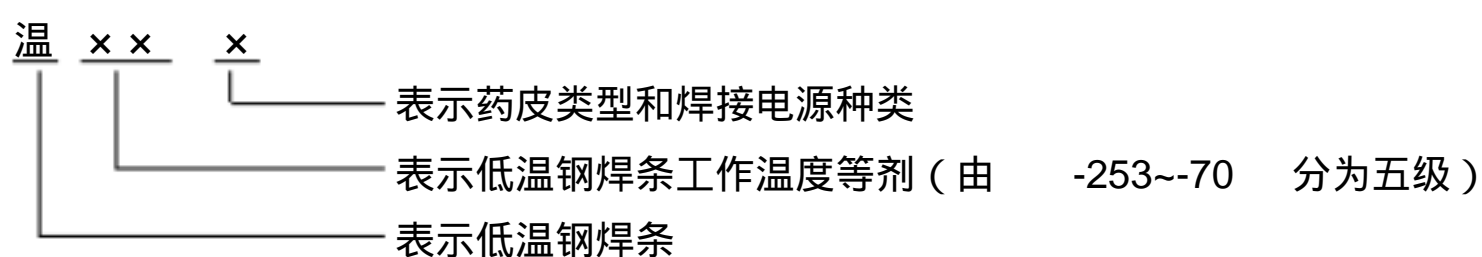 温 ×× ×
表示药皮类型和焊接电源种类
表示低温钢焊条工作温度等剂（由 -253~-70 分为五级）
表示低温钢焊条